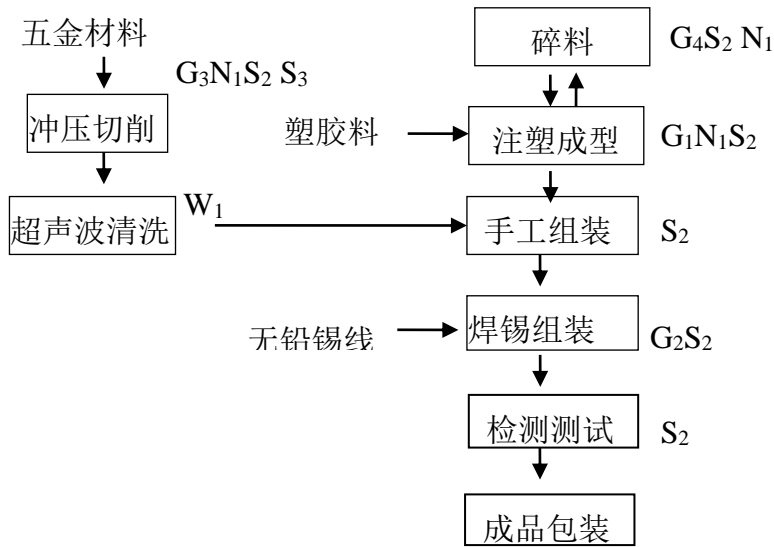 五金材料
G₃N₁S₂ S₃
冲压切削
超声波清洗
W₁
碎料
G₄S₂ N₁
塑胶料
注塑成型
G₁N₁S₂
手工组装
S₂
无铅锡线
焊锡组装
G₂S₂
检测测试
S₂
成品包装